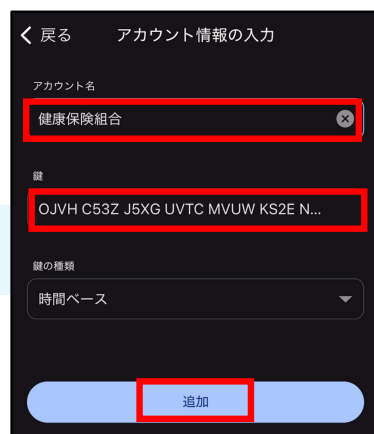 戻る アカウント情報の入力
アカウント名
健康保険組合
鍵
OJVH C53Z J5XG UVTC MVUW KS2E N...
鍵の種類
時間ベース
追加